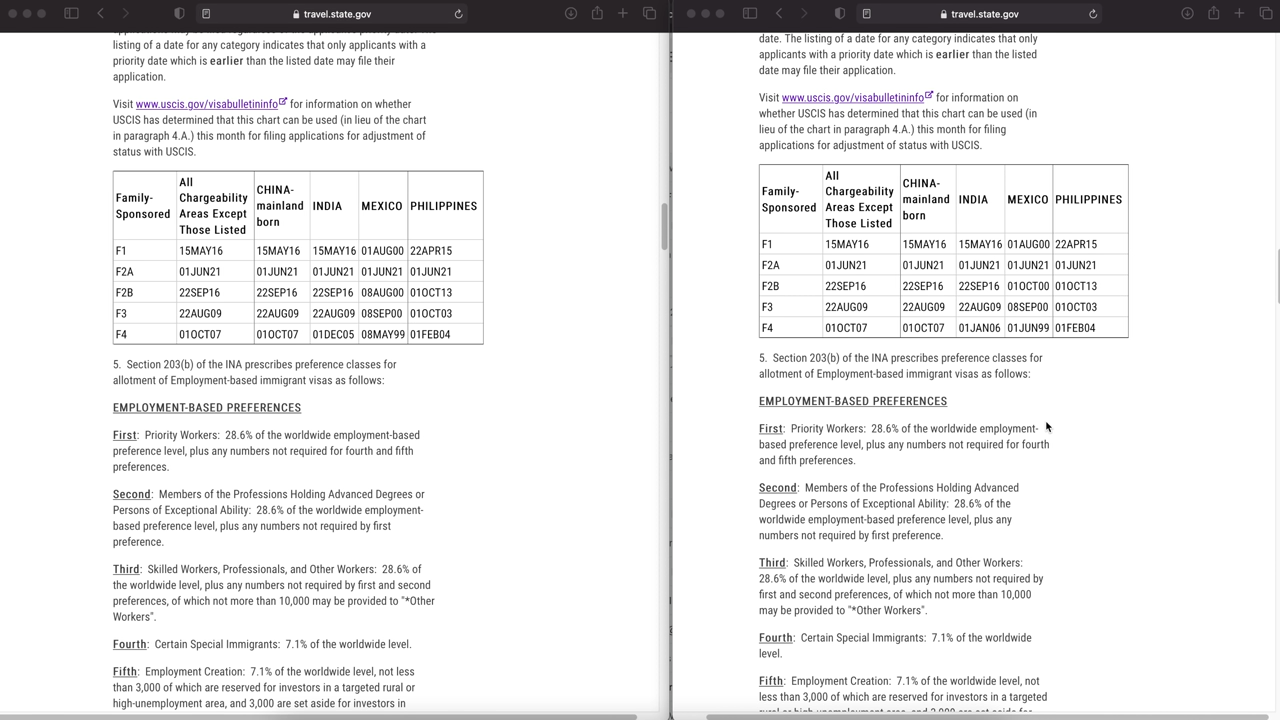 travel.state.gov
listing of a date for any category indicates that only applicants with a
priority date which is earlier than the listed date may file their
application.
Visit www.uscis.gov/visabulletininfo for information on whether
USCIS has determined that this chart can be used (in lieu of the chart
in paragraph 4.A.) this month for filing applications for adjustment of
status with USCIS.
Family-Sponsored All Chargeability Areas Except Those Listed CHINA-mainland born INDIA MEXICO PHILIPPINES
F1 15MAY16 15MAY16 15MAY16 01AUG00 22APR15
F2A 01JUN21 01JUN21 01JUN21 01JUN21 01JUN21
F2B 22SEP16 22SEP16 22SEP16 08AUG00 01OCT13
F3 22AUG09 22AUG09 22AUG09 08SEP00 01OCT03
F4 01OCT07 01OCT07 01DEC05 08MAY99 01FEB04
5. Section 203(b) of the INA prescribes preference classes for
allotment of Employment-based immigrant visas as follows:
EMPLOYMENT-BASED PREFERENCES
First: Priority Workers: 28.6% of the worldwide employment-based
preference level, plus any numbers not required for fourth and fifth
preferences.
Second: Members of the Professions Holding Advanced Degrees or
Persons of Exceptional Ability: 28.6% of the worldwide employment-
based preference level, plus any numbers not required by first
preference.
Third: Skilled Workers, Professionals, and Other Workers: 28.6% of
the worldwide level, plus any numbers not required by first and second
preferences, of which not more than 10,000 may be provided to "*Other
Workers".
Fourth: Certain Special Immigrants: 7.1% of the worldwide level.
Fifth: Employment Creation: 7.1% of the worldwide level, not less
than 3,000 of which are reserved for investors in a targeted rural or
high-unemployment area, and 3,000 are set aside for investors in
travel.state.gov
date. The listing of a date for any category indicates that only
applicants with a priority date which is earlier than the listed
date may file their application.
Visit www.uscis.gov/visabulletininfo for information on
whether USCIS has determined that this chart can be used (in
lieu of the chart in paragraph 4.A.) this month for filing
applications for adjustment of status with USCIS.
Family-Sponsored All Chargeability Areas Except Those Listed CHINA-mainland born INDIA MEXICO PHILIPPINES
F1 15MAY16 15MAY16 15MAY16 01AUG00 22APR15
F2A 01JUN21 01JUN21 01JUN21 01JUN21 01JUN21
F2B 22SEP16 22SEP16 22SEP16 01OCT00 01OCT13
F3 22AUG09 22AUG09 22AUG09 08SEP00 01OCT03
F4 01OCT07 01OCT07 01JAN06 01JUN99 01FEB04
5. Section 203(b) of the INA prescribes preference classes for
allotment of Employment-based immigrant visas as follows:
EMPLOYMENT-BASED PREFERENCES
First: Priority Workers: 28.6% of the worldwide employment-
based preference level, plus any numbers not required for fourth
and fifth preferences.
Second: Members of the Professions Holding Advanced
Degrees or Persons of Exceptional Ability: 28.6% of the
worldwide employment-based preference level, plus any
numbers not required by first preference.
Third: Skilled Workers, Professionals, and Other Workers:
28.6% of the worldwide level, plus any numbers not required by
first and second preferences, of which not more than 10,000
may be provided to "*Other Workers".
Fourth: Certain Special Immigrants: 7.1% of the worldwide
level.
Fifth: Employment Creation: 7.1% of the worldwide level, not
less than 3,000 of which are reserved for investors in a targeted